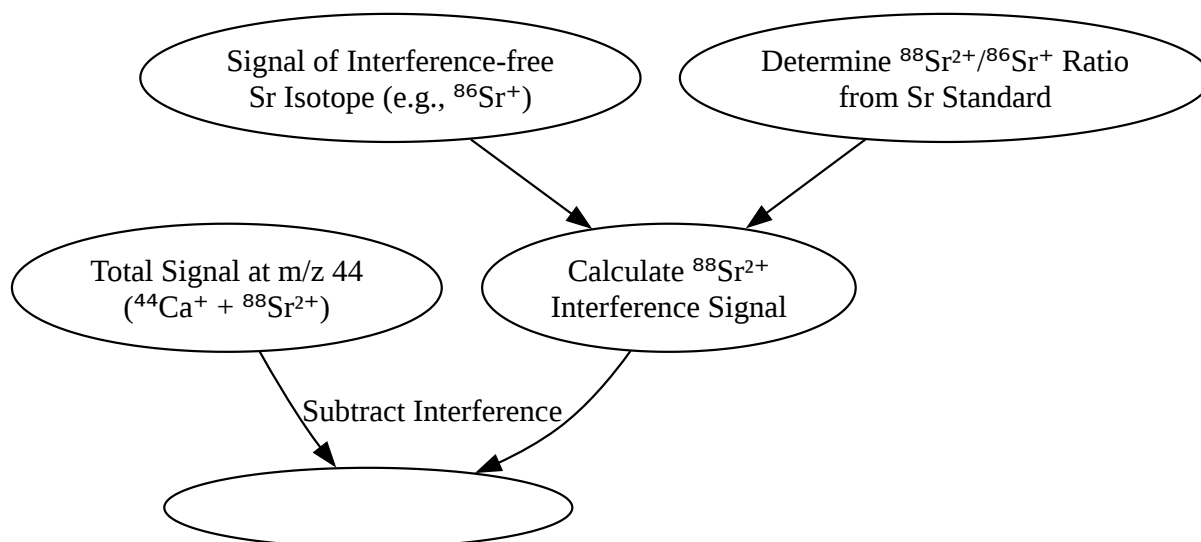 Signal of Interference-free
Sr Isotope (e.g., ⁸⁶Sr⁺)
Determine ⁸⁸Sr²⁺/⁸⁶Sr⁺ Ratio
from Sr Standard
Total Signal at m/z 44
(⁴⁴Ca⁺ + ⁸⁸Sr²⁺)
Calculate ⁸⁸Sr²⁺
Interference Signal
Subtract Interference